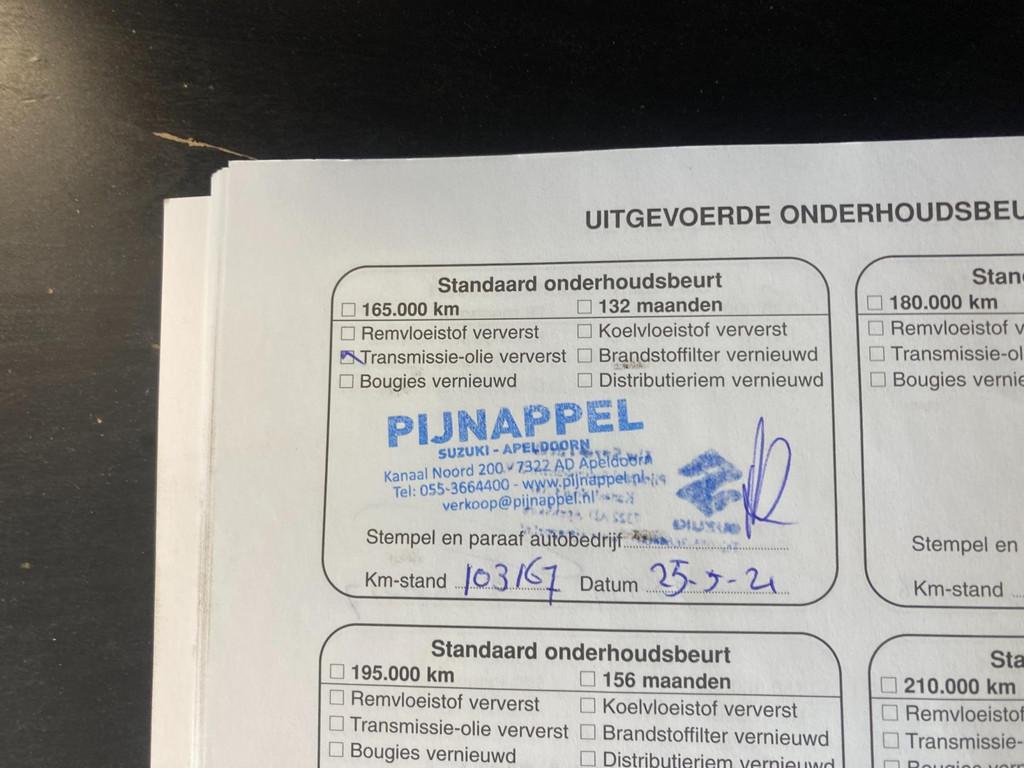 UITGEVOERDE ONDERHOUDSBEU
Standaard onderhoudsbeurt
165.000 km 132 maanden
Remvloeistof ververst Koelvloeistof ververst
Transmissie-olie ververst Brandstoffilter vernieuwd
Bougies vernieuwd Distributieriem vernieuwd
PIJNAPPEL
SUZUKI - APELDOORN
Kanaal Noord 200 - 7322 AD Apeldoorn
Tel: 055-3664400 - www.pijnappel.nl
verkoop@pijnappel.nl
Stempel en paraaf autobedrijf
Km-stand 103167 Datum 25-5-21
Stan
180.000 km
Remvloeistof v
Transmissie-ol
Bougies vernie
Stempel en
Km-stand
Standaard onderhoudsbeurt
195.000 km 156 maanden
Remvloeistof ververst Koelvloeistof ververst
Transmissie-olie ververst Brandstoffilter vernieuwd
Bougies vernieuwd Distributieriem vernieuwd
Sta
210.000 km
Remvloeistof
Transmissie-
Bougies vern